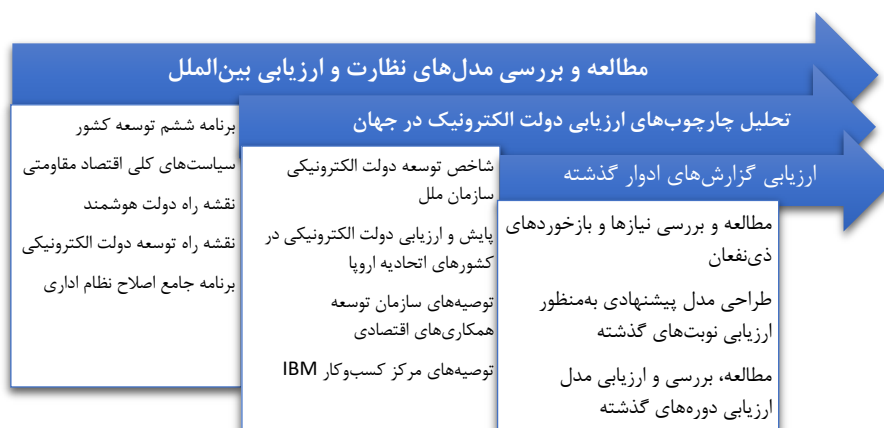 مطالعه و بررسی مدل‌های نظارت و ارزیابی بین‌الملل
برنامه ششم توسعه کشور
سیاست‌های کلی اقتصاد مقاومتی
نقشه راه دولت هوشمند
نقشه راه توسعه دولت الکترونیکی
برنامه جامع اصلاح نظام اداری
تحلیل چارچوب‌های ارزیابی دولت الکترونیک در جهان
شاخص توسعه دولت الکترونیکی
سازمان ملل
پایش و ارزیابی دولت الکترونیکی در
کشورهای اتحادیه اروپا
توصیه‌های سازمان توسعه
همکاری‌های اقتصادی
توصیه‌های مرکز کسب‌وکار IBM
ارزیابی گزارش‌های ادوار گذشته
مطالعه و بررسی نیازها و بازخوردهای
ذی‌نفعان
طراحی مدل پیشنهادی به‌منظور
ارزیابی نوبت‌های گذشته
مطالعه، بررسی و ارزیابی مدل
ارزیابی دوره‌های گذشته